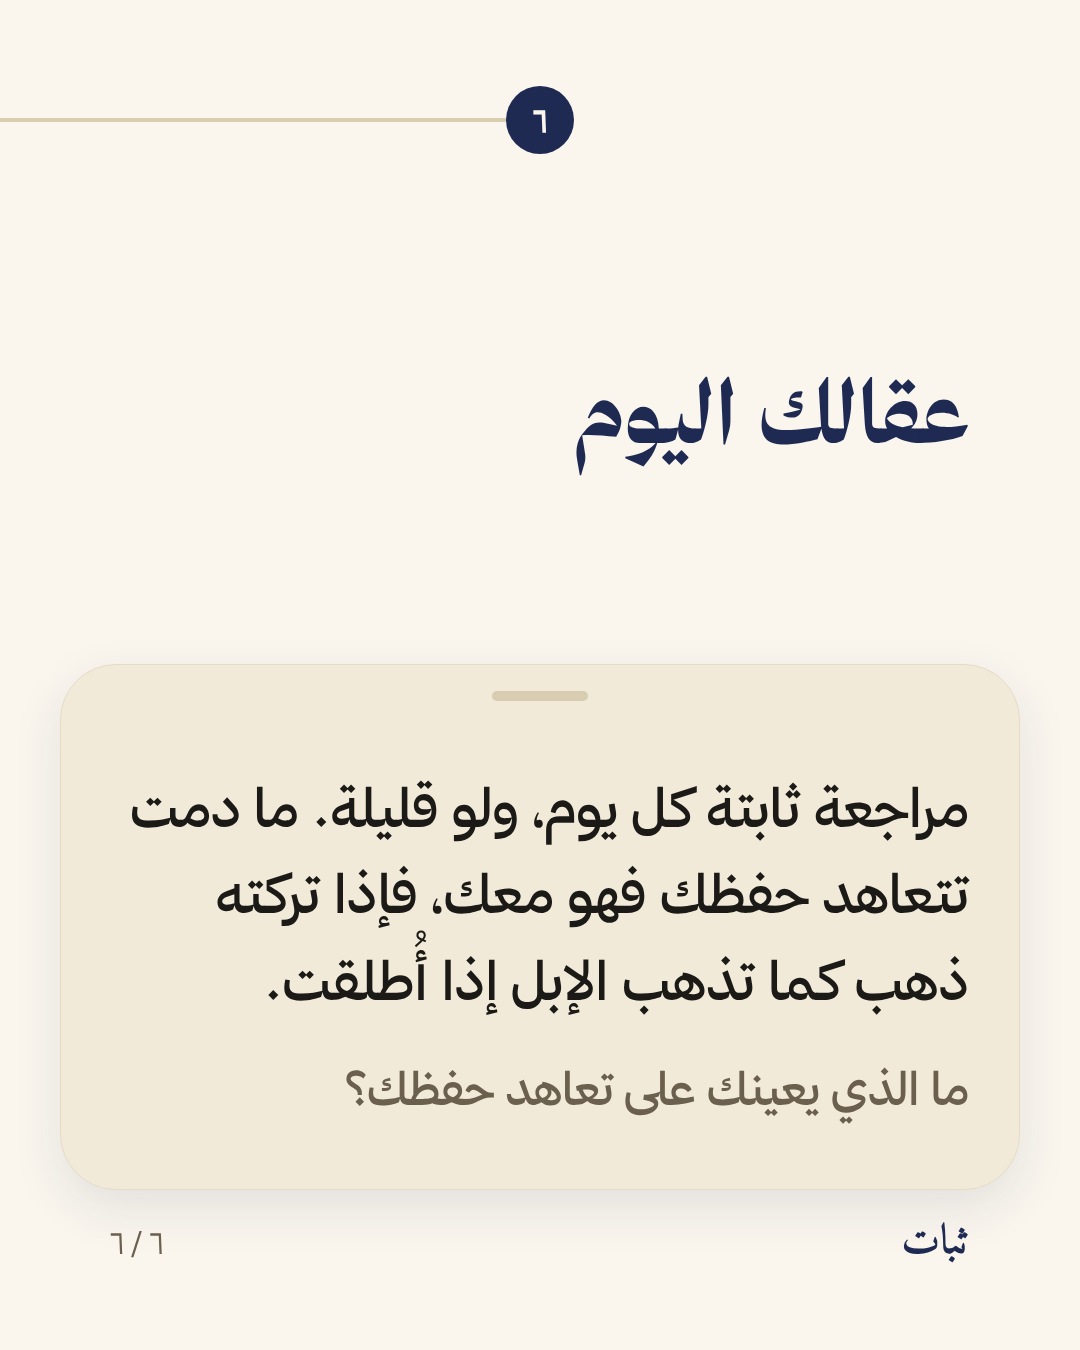 ٦
عقالك اليوم
مراجعة ثابتة كل يوم، ولو قليلة. ما دمت
تتعاهد حفظك فهو معك، فإذا تركته
ذهب كما تذهب الإبل إذا أُطلقت.
ما الذي يعينك على تعاهد حفظك؟
ثبات
٦ / ٦